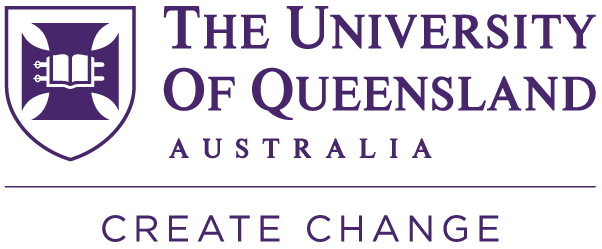 THE UNIVERSITY
OF QUEENSLAND
AUSTRALIA
CREATE CHANGE